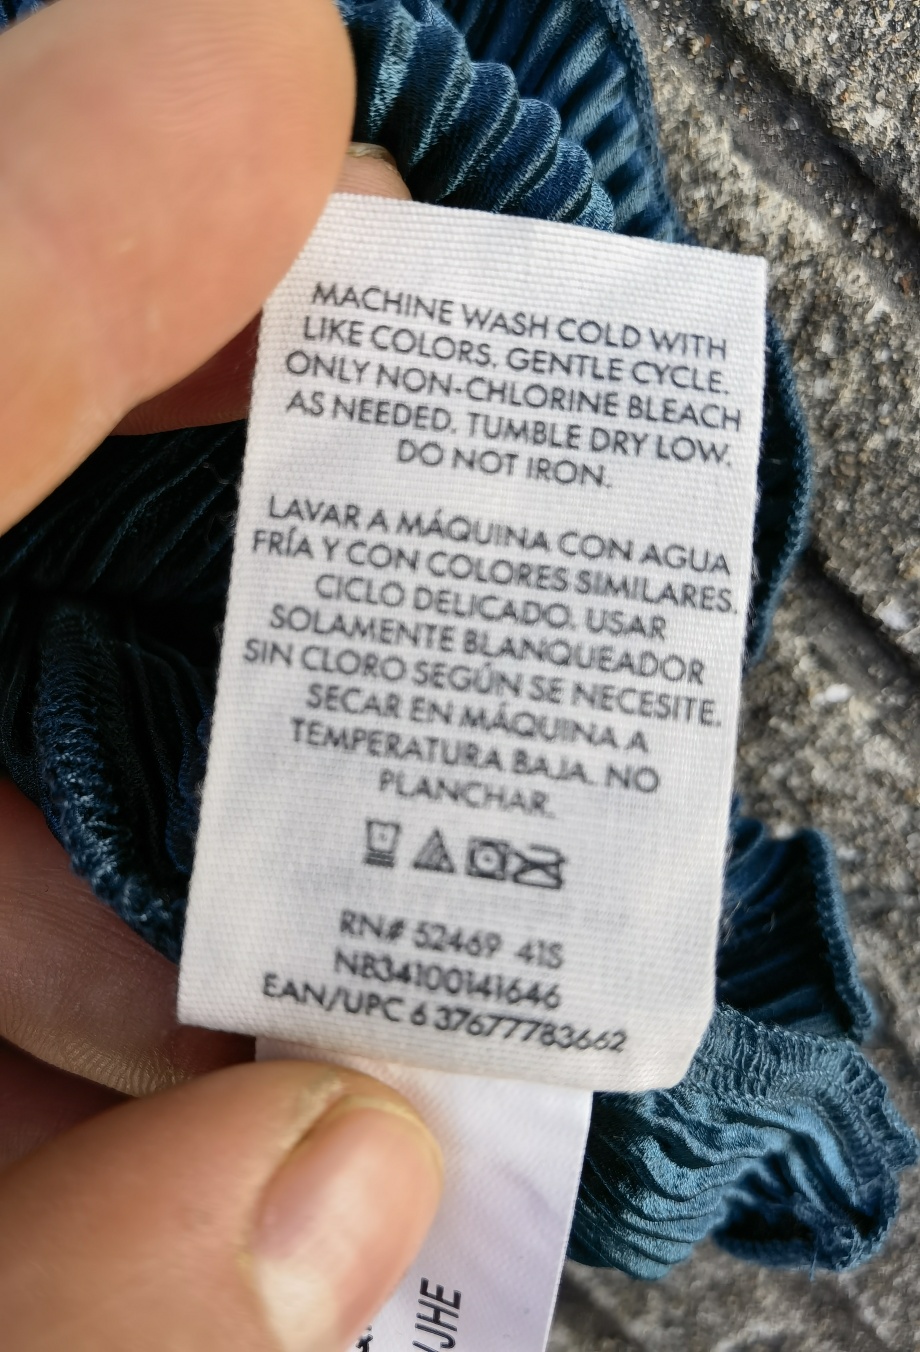 MACHINE WASH COLD WITH
LIKE COLORS. GENTLE CYCLE.
ONLY NON-CHLORINE BLEACH
AS NEEDED. TUMBLE DRY LOW.
DO NOT IRON.
LAVAR A MÁQUINA CON AGUA
FRÍA Y CON COLORES SIMILARES.
CICLO DELICADO. USAR
SOLAMENTE BLANQUEADOR
SIN CLORO SEGÚN SE NECESITE.
SECAR EN MÁQUINA A
TEMPERATURA BAJA. NO
PLANCHAR.
RN# 52469 41S
NB34100141646
EAN/UPC 6 37677783662